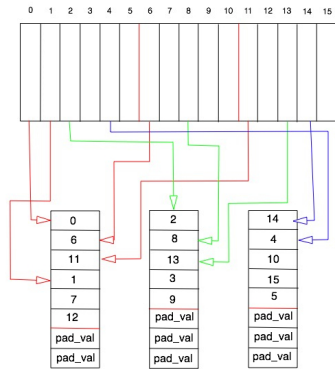 0 1 2 3 4 5 6 7 8 9 10 11 12 13 14 15
0 2 14
6 8 4
11 13 10
1 3 15
7 9 5
12 pad_val pad_val
pad_val pad_val pad_val
pad_val pad_val pad_val